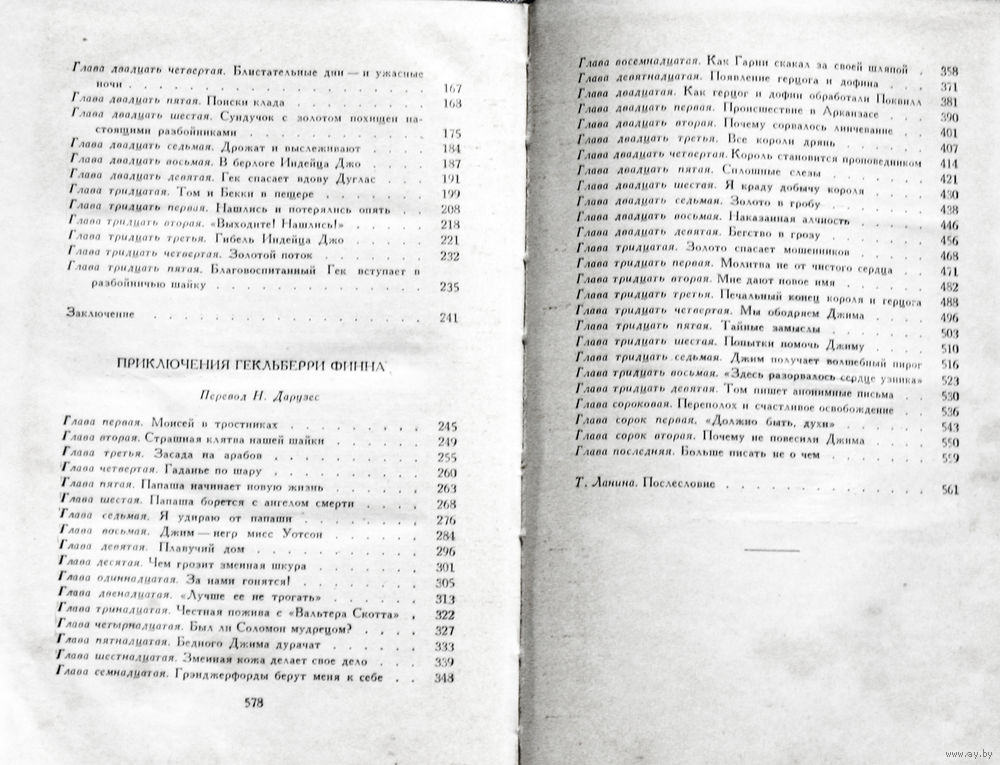 Глава двадцать четвертая. Блистательные дни — и ужасные
ночи . . . . . . . . . . . . . . . . . . . 167
Глава двадцать пятая. Поиски клада . . . . . . . . 168
Глава двадцать шестая. Сундучок с золотом похищен на-
стоящими разбойниками . . . . . . . . . . . . 175
Глава двадцать седьмая. Дрожат и выслеживают . . . . 184
Глава двадцать восьмая. В берлоге Индейца Джо . . . . 187
Глава двадцать девятая. Гек спасает вдову Дуглас . . . 191
Глава тридцатая. Том и Бекки в пещере . . . . . . . 199
Глава тридцать первая. Нашлись и потерялись опять . . 208
Глава тридцать вторая. «Выходите! Нашлись!» . . . . . 218
Глава тридцать третья. Гибель Индейца Джо . . . . . 221
Глава тридцать четвертая. Золотой поток . . . . . . . 232
Глава тридцать пятая. Благовоспитанный Гек вступает в
разбойничью шайку . . . . . . . . . . . . . . 235
Заключение . . . . . . . . . . . . . . . . . 241
ПРИКЛЮЧЕНИЯ ГЕКЛЬБЕРРИ ФИННА
Перевод Н. Дарузес
Глава первая. Моисей в тростниках . . . . . . . . . 245
Глава вторая. Страшная клятва нашей шайки . . . . . 249
Глава третья. Засада на арабов . . . . . . . . . . 255
Глава четвертая. Гаданье по шару . . . . . . . . . 260
Глава пятая. Папаша начинает новую жизнь . . . . . . 263
Глава шестая. Папаша борется с ангелом смерти . . . . 268
Глава седьмая. Я удираю от папаши . . . . . . . . 276
Глава восьмая. Джим — негр мисс Уотсон . . . . . . 284
Глава девятая. Плавучий дом . . . . . . . . . . . 296
Глава десятая. Чем грозит змеиная шкура . . . . . . 301
Глава одиннадцатая. За нами гонятся! . . . . . . . . 305
Глава двенадцатая. «Лучше ее не трогать» . . . . . . 313
Глава тринадцатая. Честная пожива с «Вальтера Скотта» . 322
Глава четырнадцатая. Был ли Соломон мудрецом? . . . . 327
Глава пятнадцатая. Бедного Джима дурачат . . . . . . 333
Глава шестнадцатая. Змеиная кожа делает свое дело . . . 339
Глава семнадцатая. Грэнджерфорды берут меня к себе . . 348
578
Глава восемнадцатая. Как Гарни скакал за своей шляпой . 358
Глава девятнадцатая. Появление герцога и дофина . . . 371
Глава двадцатая. Как герцог и дофин обработали Поквилл 381
Глава двадцать первая. Происшествие в Арканзасе . . . 390
Глава двадцать вторая. Почему сорвалось линчевание . . 401
Глава двадцать третья. Все короли дрянь . . . . . . 407
Глава двадцать четвертая. Король становится проповедником 414
Глава двадцать пятая. Сплошные слезы . . . . . . . 421
Глава двадцать шестая. Я краду добычу короля . . . . 430
Глава двадцать седьмая. Золото в гробу . . . . . . . 438
Глава двадцать восьмая. Наказанная алчность . . . . . 446
Глава двадцать девятая. Бегство в грозу . . . . . . . 456
Глава тридцатая. Золото спасает мошенников . . . . . 468
Глава тридцать первая. Молитва не от чистого сердца . . 471
Глава тридцать вторая. Мне дают новое имя . . . . . 482
Глава тридцать третья. Печальный конец короля и герцога 488
Глава тридцать четвертая. Мы ободряем Джима . . . . 496
Глава тридцать пятая. Тайные замыслы . . . . . . . 503
Глава тридцать шестая. Попытки помочь Джиму . . . . 510
Глава тридцать седьмая. Джим получает волшебный пирог 516
Глава тридцать восьмая. «Здесь разорвалось сердце узника» 523
Глава тридцать девятая. Том пишет анонимные письма . . 530
Глава сороковая. Переполох и счастливое освобождение . . 536
Глава сорок первая. «Должно быть, духи» . . . . . . 543
Глава сорок вторая. Почему не повесили Джима . . . . 550
Глава последняя. Больше писать не о чем . . . . . . 559
Т. Ланина. Послесловие . . . . . . . . . . . . 561
www.ay.by